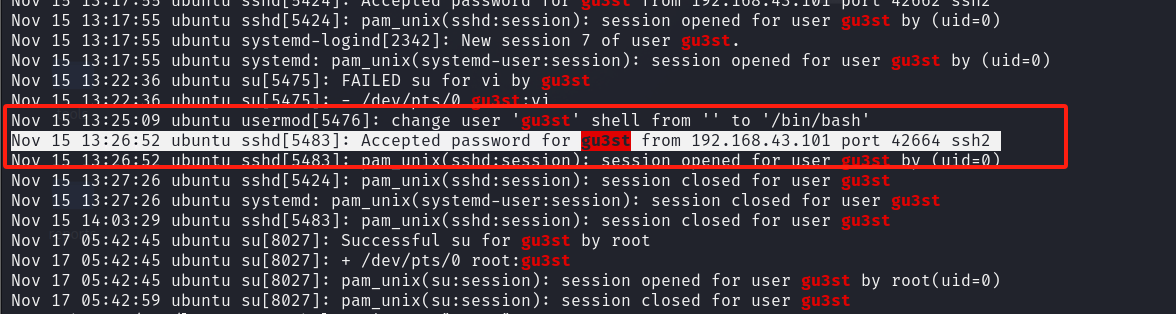 Nov 15 13:17:55 ubuntu sshd[5424]: Accepted password for gu3st from 192.168.43.101 port 42662 ssh2
Nov 15 13:17:55 ubuntu sshd[5424]: pam_unix(sshd:session): session opened for user gu3st by (uid=0)
Nov 15 13:17:55 ubuntu systemd-logind[2342]: New session 7 of user gu3st.
Nov 15 13:17:55 ubuntu systemd: pam_unix(systemd-user:session): session opened for user gu3st by (uid=0)
Nov 15 13:22:36 ubuntu su[5475]: FAILED su for vi by gu3st
Nov 15 13:22:36 ubuntu su[5475]: - /dev/pts/0 gu3st:vi
Nov 15 13:25:09 ubuntu usermod[5476]: change user 'gu3st' shell from '' to '/bin/bash'
Nov 15 13:26:52 ubuntu sshd[5483]: Accepted password for gu3st from 192.168.43.101 port 42664 ssh2
Nov 15 13:26:52 ubuntu sshd[5483]: pam_unix(sshd:session): session opened for user gu3st by (uid=0)
Nov 15 13:27:26 ubuntu sshd[5424]: pam_unix(sshd:session): session closed for user gu3st
Nov 15 13:27:26 ubuntu systemd: pam_unix(systemd-user:session): session closed for user gu3st
Nov 15 14:03:29 ubuntu sshd[5483]: pam_unix(sshd:session): session closed for user gu3st
Nov 17 05:42:45 ubuntu su[8027]: Successful su for gu3st by root
Nov 17 05:42:45 ubuntu su[8027]: + /dev/pts/0 root:gu3st
Nov 17 05:42:45 ubuntu su[8027]: pam_unix(su:session): session opened for user gu3st by root(uid=0)
Nov 17 05:42:59 ubuntu su[8027]: pam_unix(su:session): session closed for user gu3st